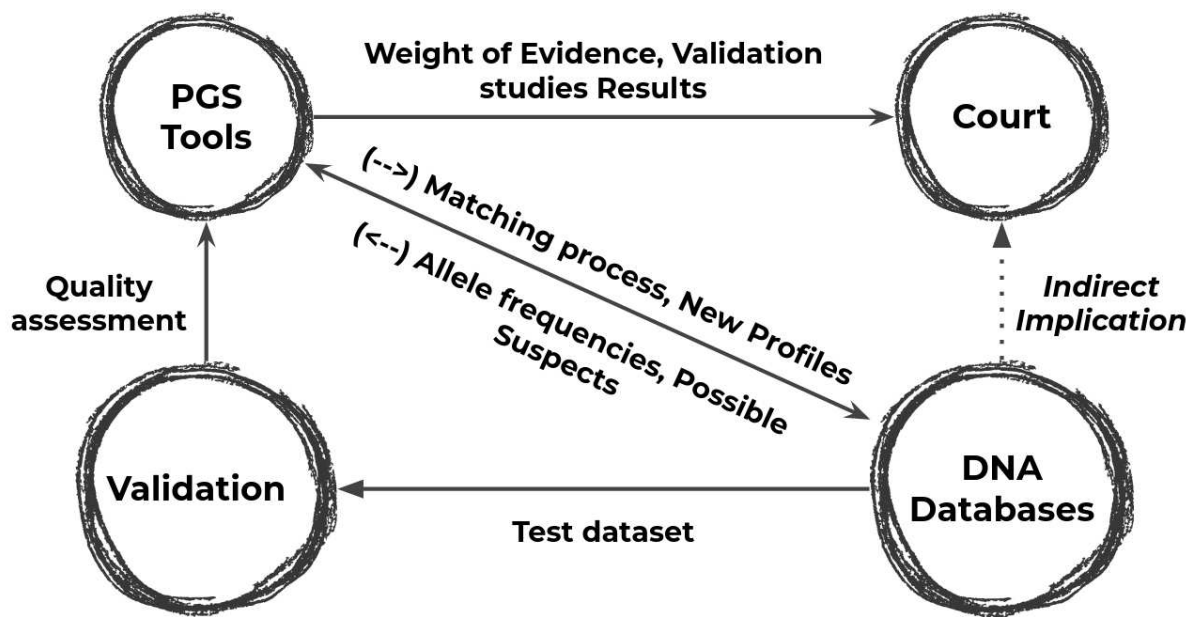 PGS
Tools
Weight of Evidence, Validation
studies Results
Court
(-->) Matching process, New Profiles
(<--) Allele frequencies, Possible
Suspects
Quality
assessment
Indirect
Implication
Validation
Test dataset
DNA
Databases